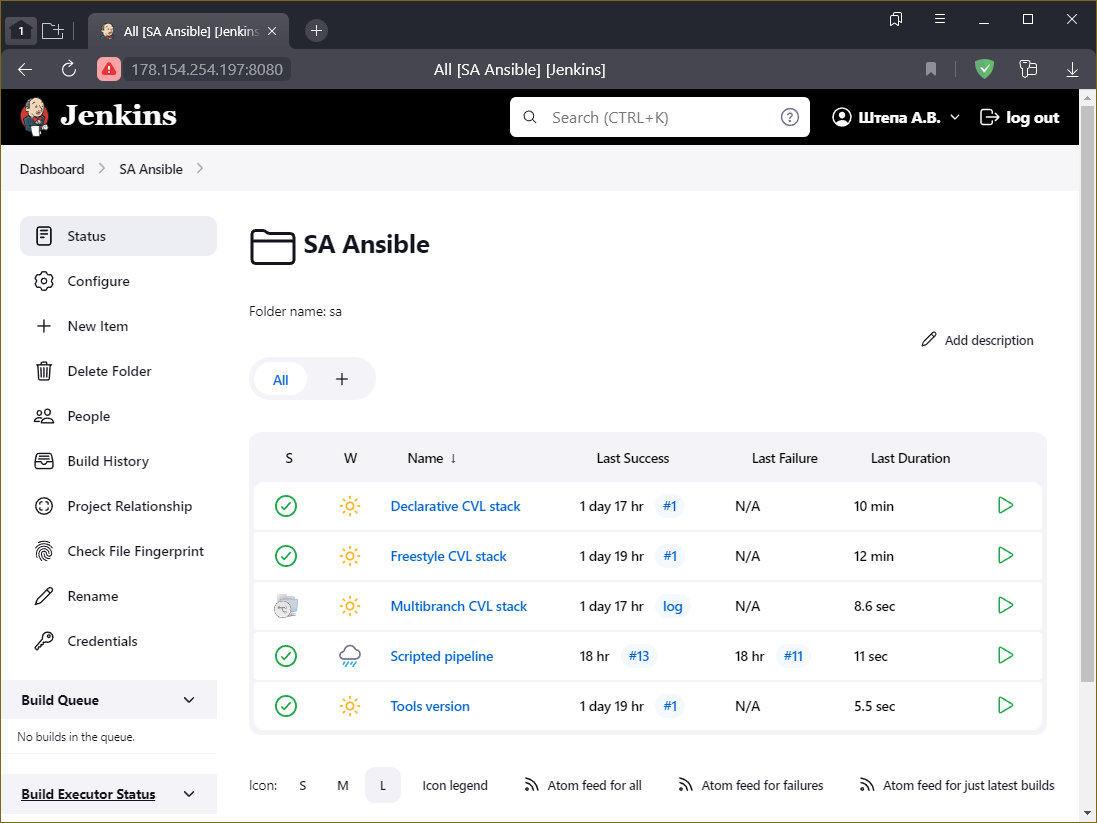 1
All [SA Ansible] [Jenkins
178.154.254.197:8080
All [SA Ansible] [Jenkins]
Jenkins
Search (CTRL+K)
?
Штепа А.В.
log out
Dashboard
SA Ansible
Status
Configure
New Item
Delete Folder
People
Build History
Project Relationship
Check File Fingerprint
Rename
Credentials
Build Queue
No builds in the queue.
Build Executor Status
SA Ansible
Folder name: sa
Add description
All +
S W Name ↓ Last Success Last Failure Last Duration
Declarative CVL stack 1 day 17 hr #1 N/A 10 min
Freestyle CVL stack 1 day 19 hr #1 N/A 12 min
Multibranch CVL stack 1 day 17 hr log N/A 8.6 sec
Scripted pipeline 18 hr #13 18 hr #11 11 sec
Tools version 1 day 19 hr #1 N/A 5.5 sec
Icon: S M L Icon legend Atom feed for all Atom feed for failures Atom feed for just latest builds